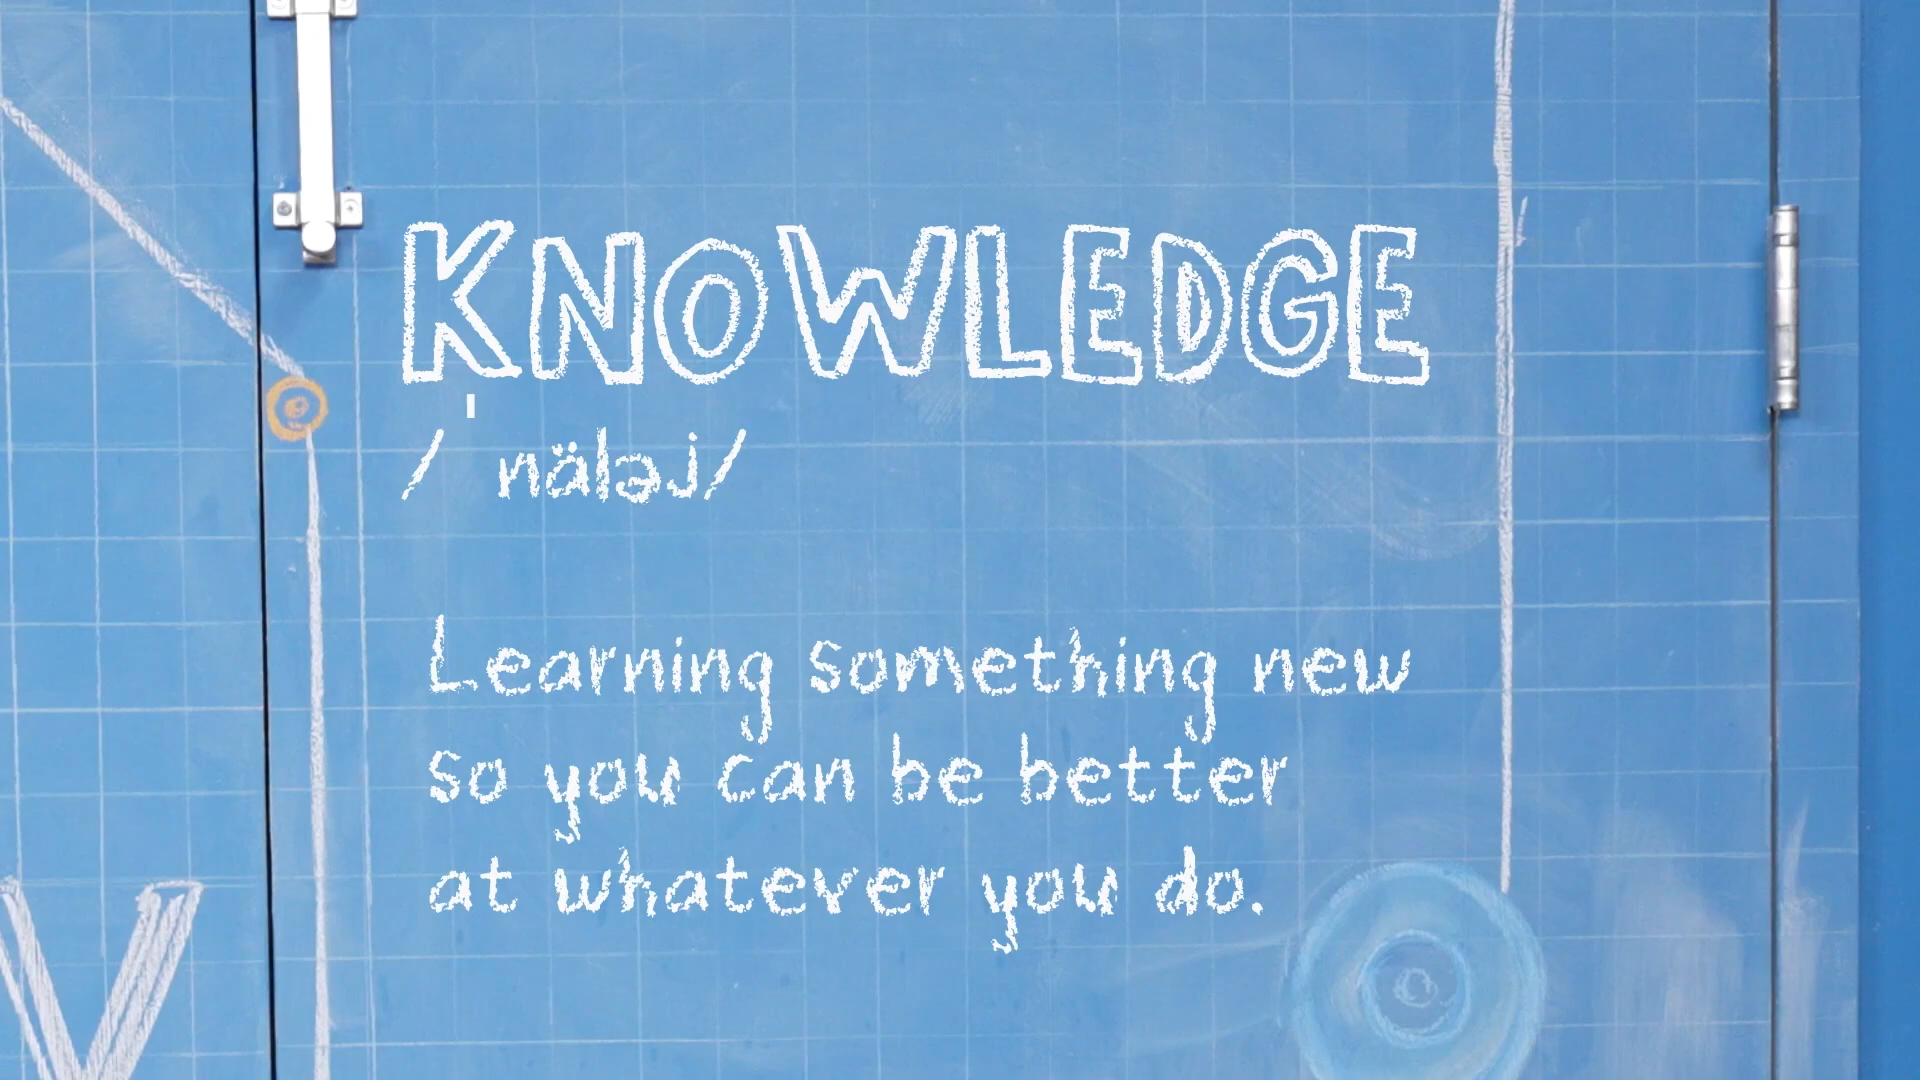 KNOWLEDGE
/ˈnäləj/
Learning something new
so you can be better
at whatever you do.